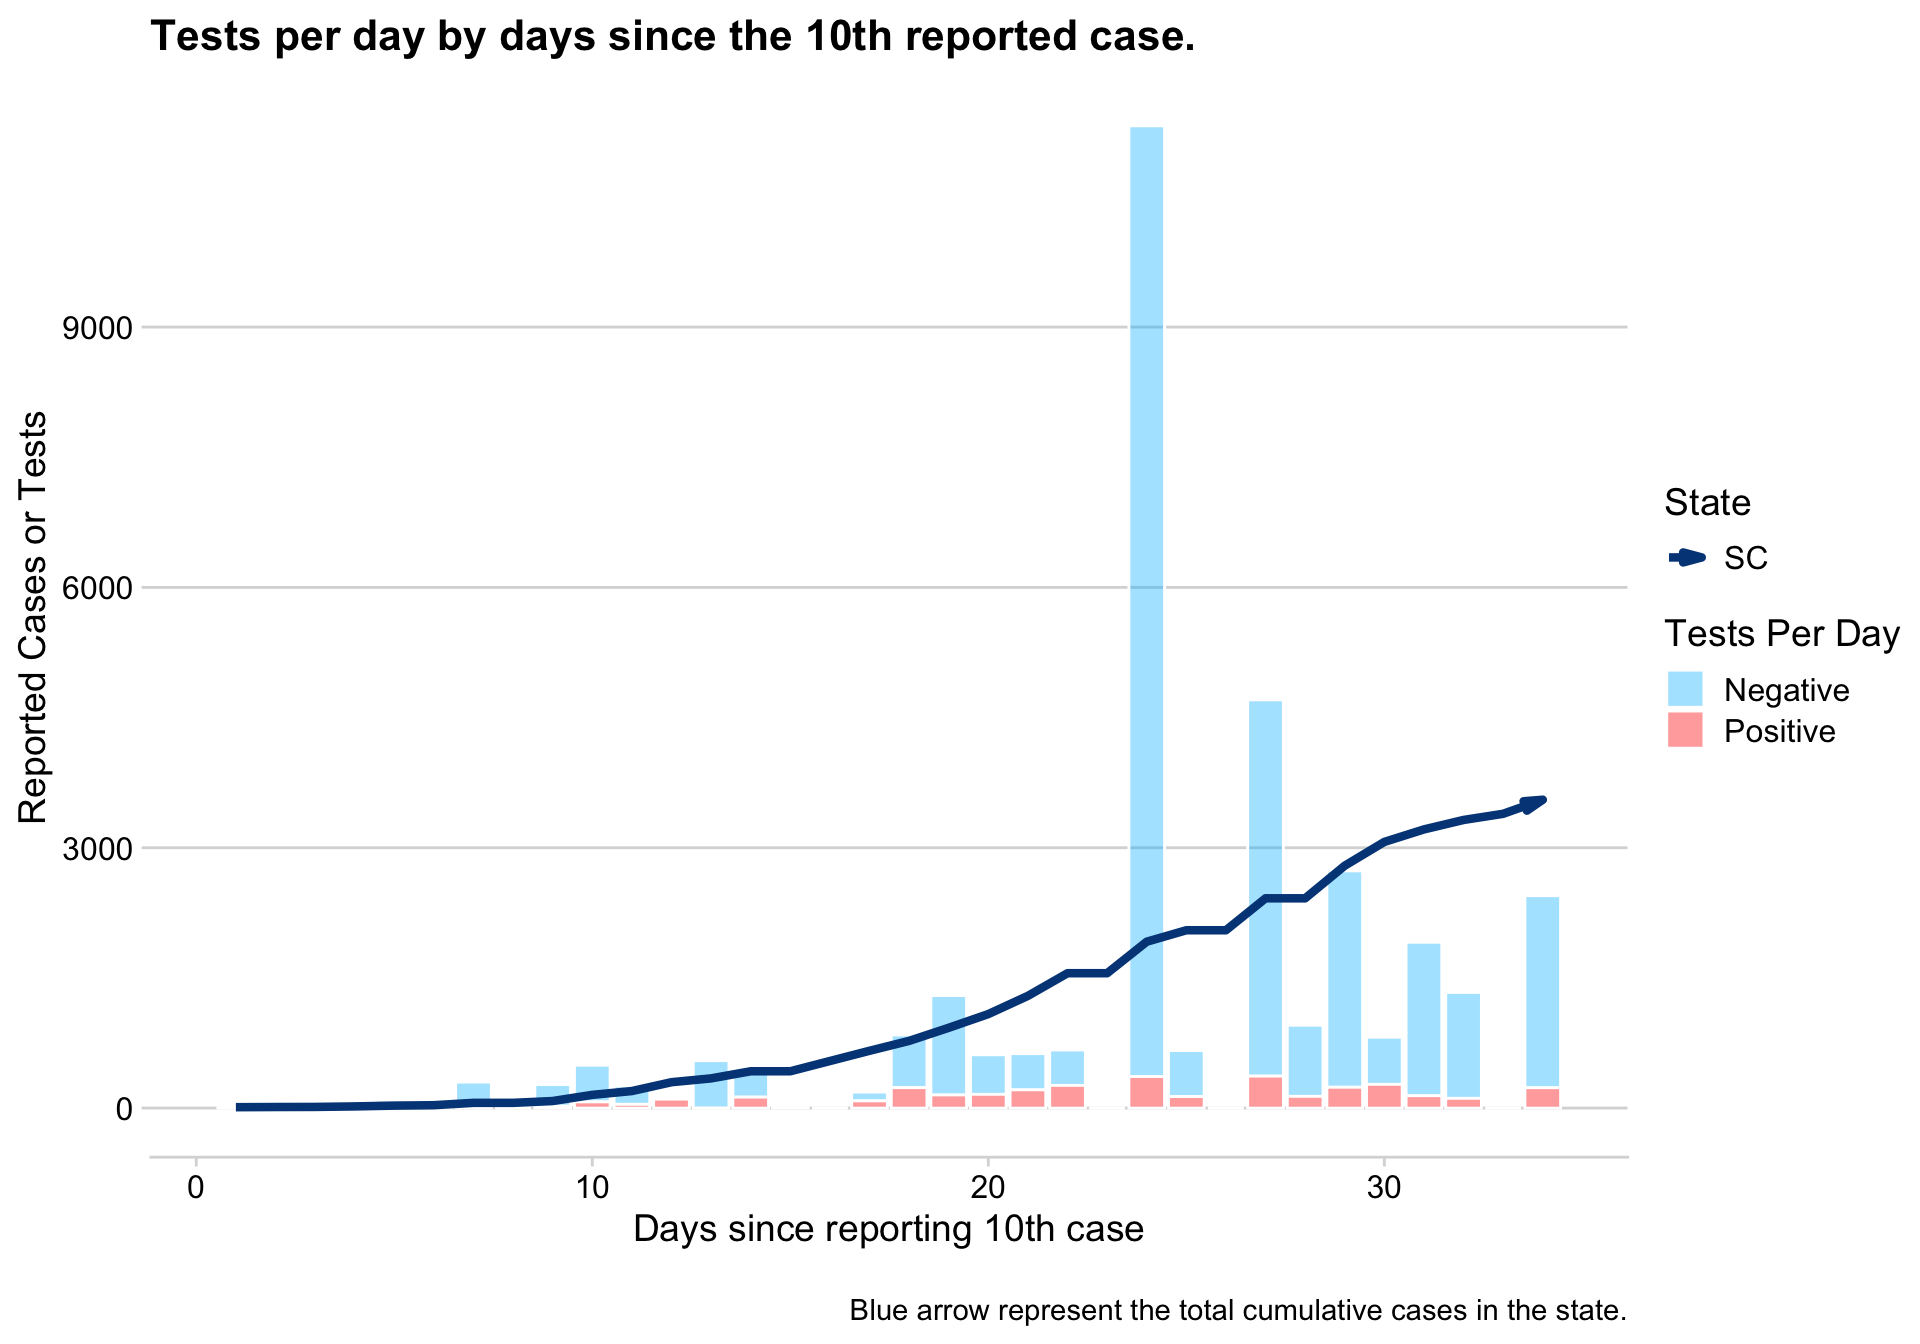 Tests per day by days since the 10th reported case.
Reported Cases or Tests
9000
6000
3000
0
0
10
20
30
Days since reporting 10th case
State
SC
Tests Per Day
Negative
Positive
Blue arrow represent the total cumulative cases in the state.